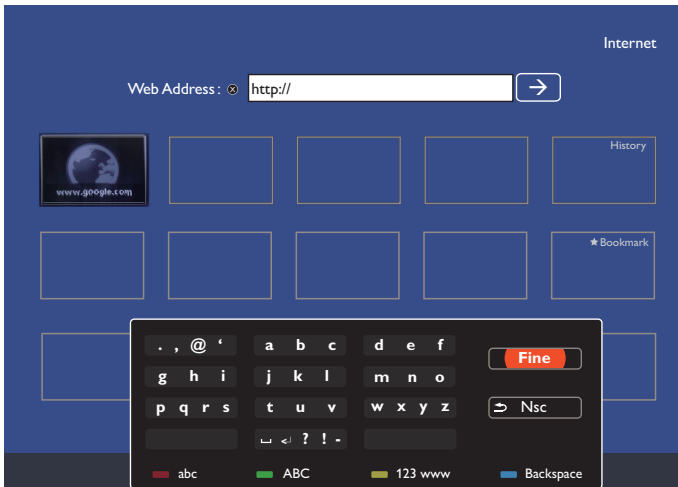 Internet
Web Address : http://
www.google.com
History
★ Bookmark
. , @ ‘ a b c d e f
Fine
g h i j k l m n o
p q r s t u v w x y z
Nsc
? ! -
abc ABC 123 www Backspace